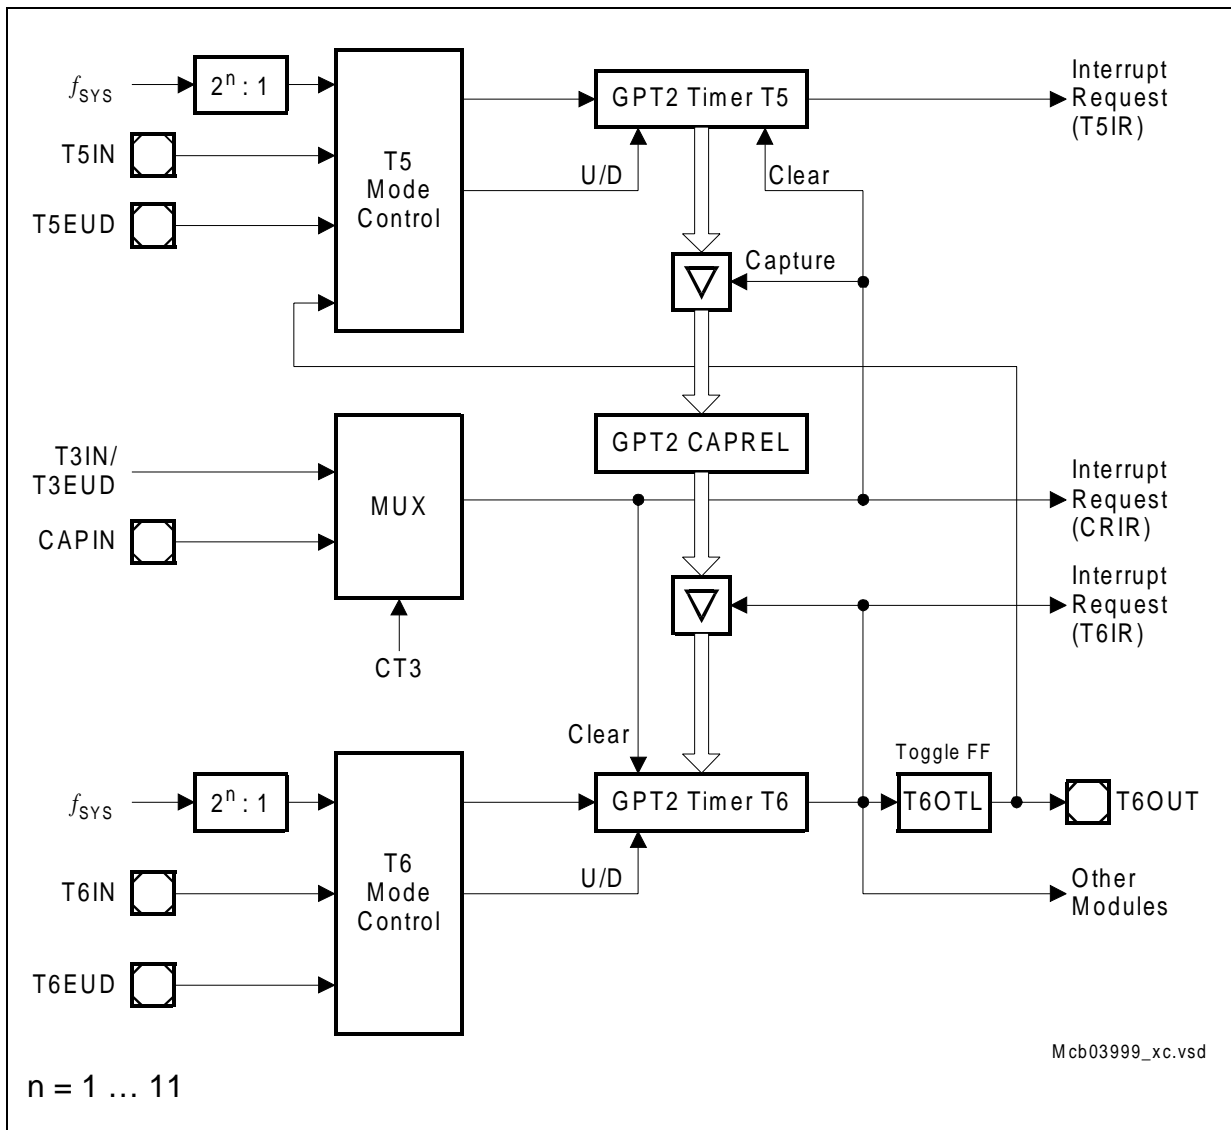 fSYS
2n : 1
T5IN
T5EUD
T5
Mode
Control
GPT2 Timer T5
U/D
Clear
Capture
Interrupt
Request
(T5IR)
T3IN/
T3EUD
CAPIN
MUX
CT3
GPT2 CAPREL
Interrupt
Request
(CRIR)
Interrupt
Request
(T6IR)
Clear
fSYS
2n : 1
T6IN
T6EUD
T6
Mode
Control
GPT2 Timer T6
U/D
Toggle FF
T6OTL
T6OUT
Other
Modules
Mcb03999_xc.vsd
n = 1 … 11